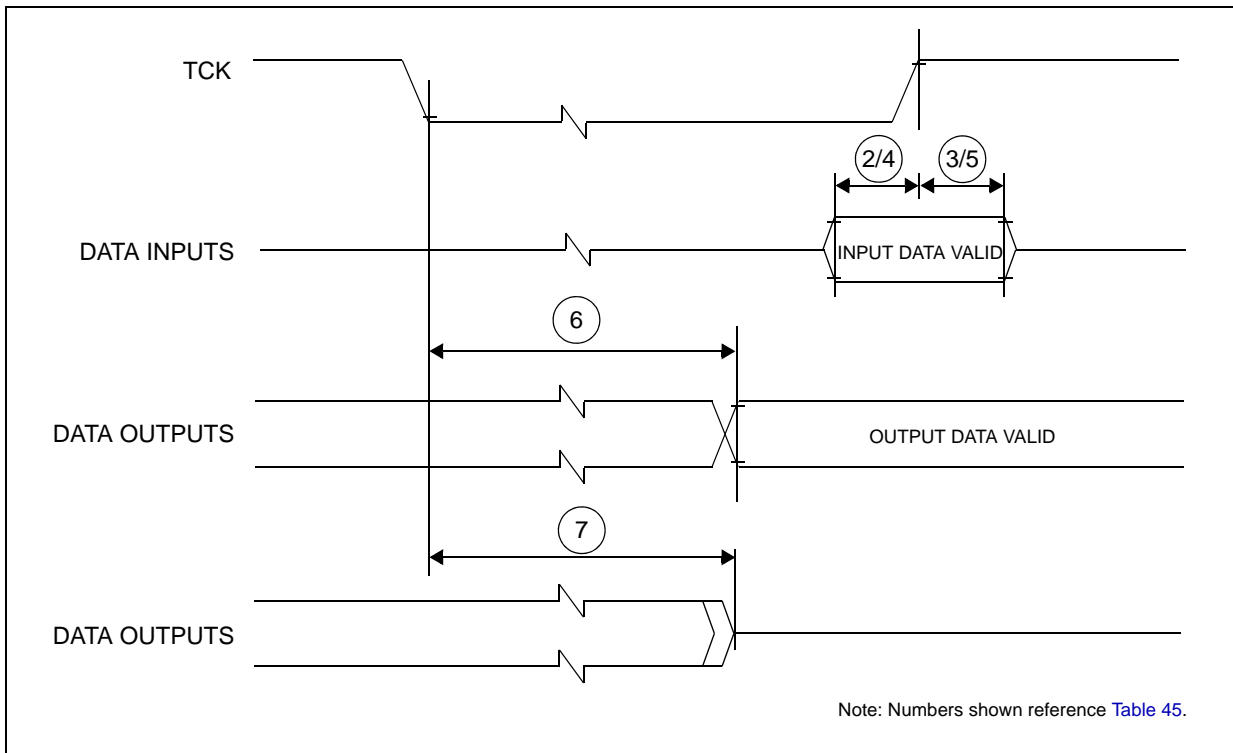 TCK
2/4
3/5
DATA INPUTS
INPUT DATA VALID
6
DATA OUTPUTS
OUTPUT DATA VALID
7
DATA OUTPUTS
Note: Numbers shown reference Table 45.